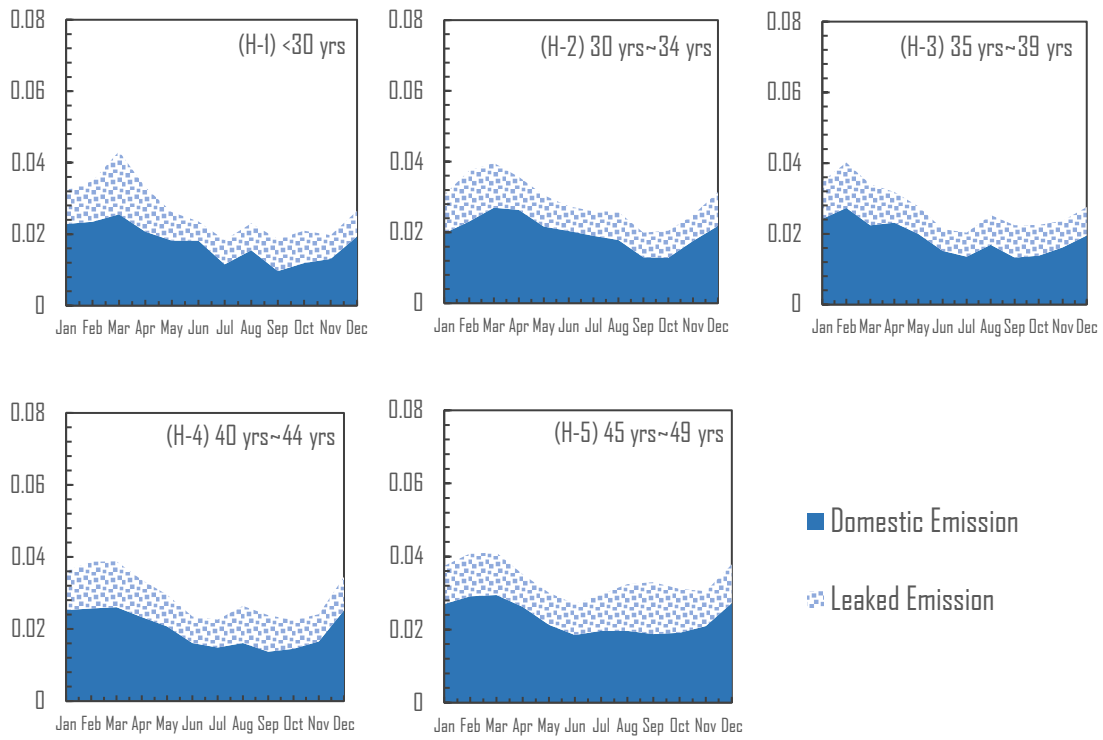 (H-1) <30 yrs
0.08
0.06
0.04
0.02
0
Jan Feb Mar Apr May Jun Jul Aug Sep Oct Nov Dec
(H-2) 30 yrs~34 yrs
0.08
0.06
0.04
0.02
0
Jan Feb Mar Apr May Jun Jul Aug Sep Oct Nov Dec
(H-3) 35 yrs~39 yrs
0.08
0.06
0.04
0.02
0
Jan Feb Mar Apr May Jun Jul Aug Sep Oct Nov Dec
(H-4) 40 yrs~44 yrs
0.08
0.06
0.04
0.02
0
Jan Feb Mar Apr May Jun Jul Aug Sep Oct Nov Dec
(H-5) 45 yrs~49 yrs
0.08
0.06
0.04
0.02
0
Jan Feb Mar Apr May Jun Jul Aug Sep Oct Nov Dec
Domestic Emission
Leaked Emission